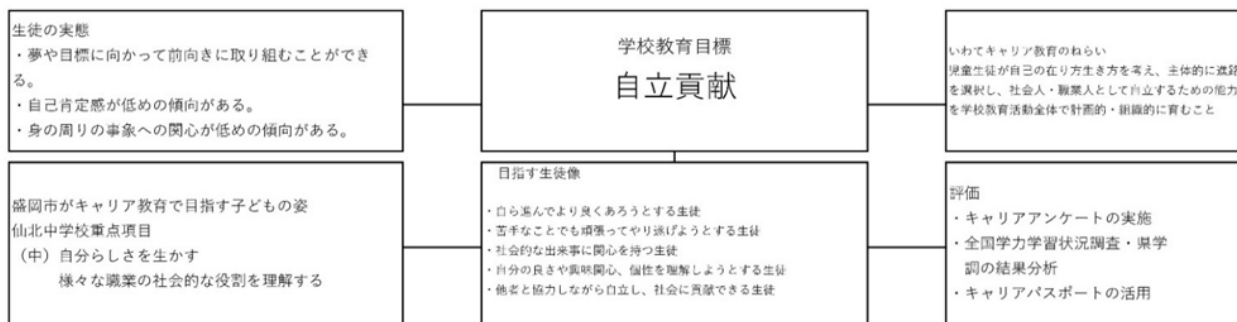 生徒の実態
・夢や目標に向かって前向きに取り組むことができ
る。
・自己肯定感が低めの傾向がある。
・身の周りの事象への関心が低めの傾向がある。
学校教育目標
自立貢献
いわてキャリア教育のねらい
児童生徒が自己の在り方生き方を考え、主体的に進路
を選択し、社会人・職業人として自立するための能力
を学校教育活動全体で計画的・組織的に育むこと
盛岡市がキャリア教育で目指す子どもの姿
仙北中学校重点項目
（中）自分らしさを生かす
様々な職業の社会的な役割を理解する
目指す生徒像
・自ら進んでより良くあろうとする生徒
・苦手なことでも頑張ってやり遂げようとする生徒
・社会的な出来事に関心を持つ生徒
・自分の良さや興味関心、個性を理解しようとする生徒
・他者と協力しながら自立し、社会に貢献できる生徒
評価
・キャリアアンケートの実施
・全国学力学習状況調査・県学
調の結果分析
・キャリアパスポートの活用